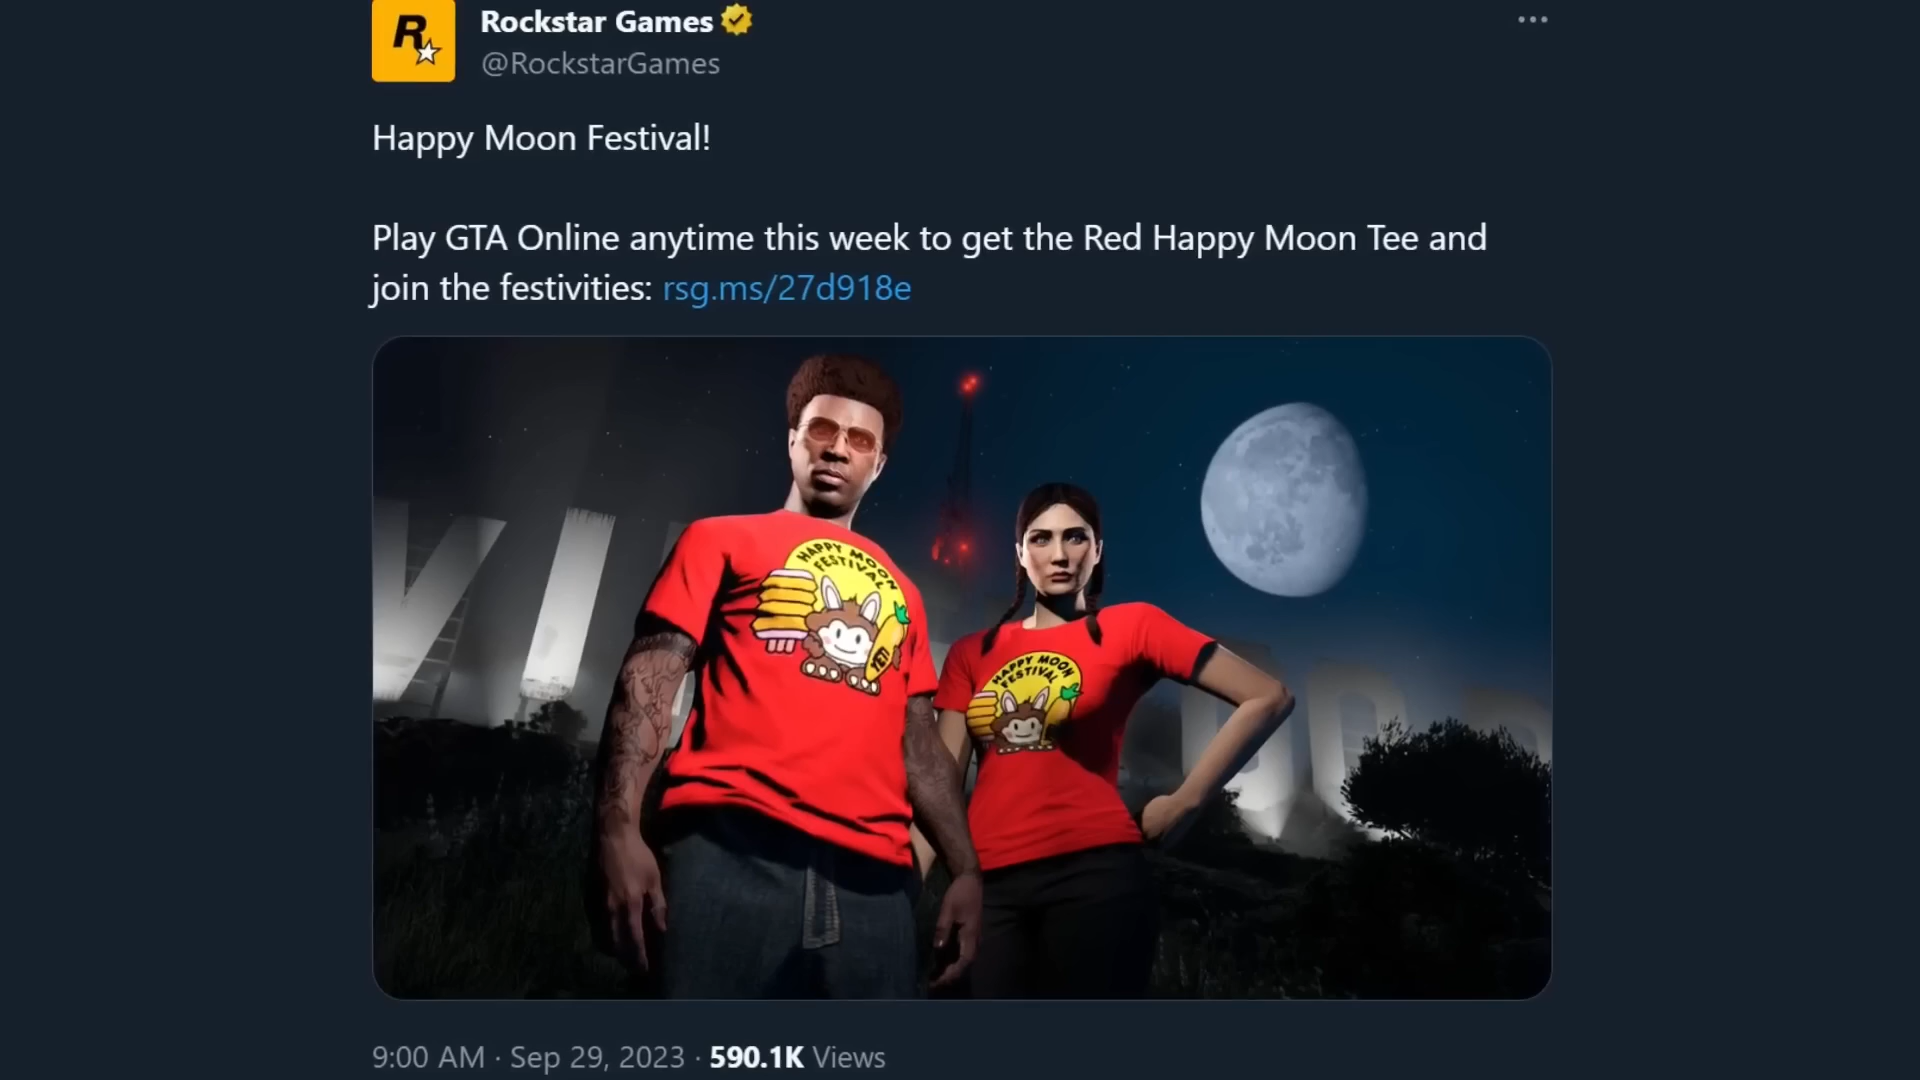 R
Rockstar Games
@RockstarGames
Happy Moon Festival!
Play GTA Online anytime this week to get the Red Happy Moon Tee and
join the festivities: rsg.ms/27d918e
VI
HAPPY MOON
FESTIVAL
YETI
HAPPY MOON
FESTIVAL
9:00 AM · Sep 29, 2023 · 590.1K Views